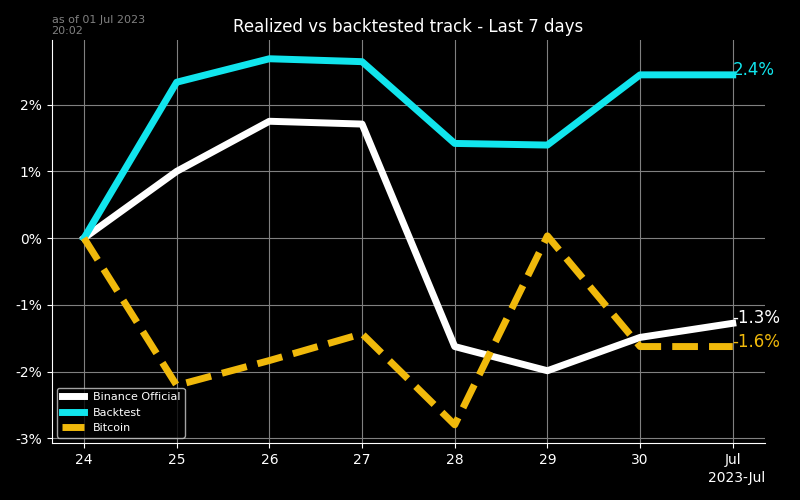 as of 01 Jul 2023
20:02
Realized vs backtested track - Last 7 days
2%
1%
0%
-1%
-2%
-3%
2.4%
-1.3%
-1.6%
Binance Official
Backtest
Bitcoin
24 25 26 27 28 29 30 Jul
2023-Jul